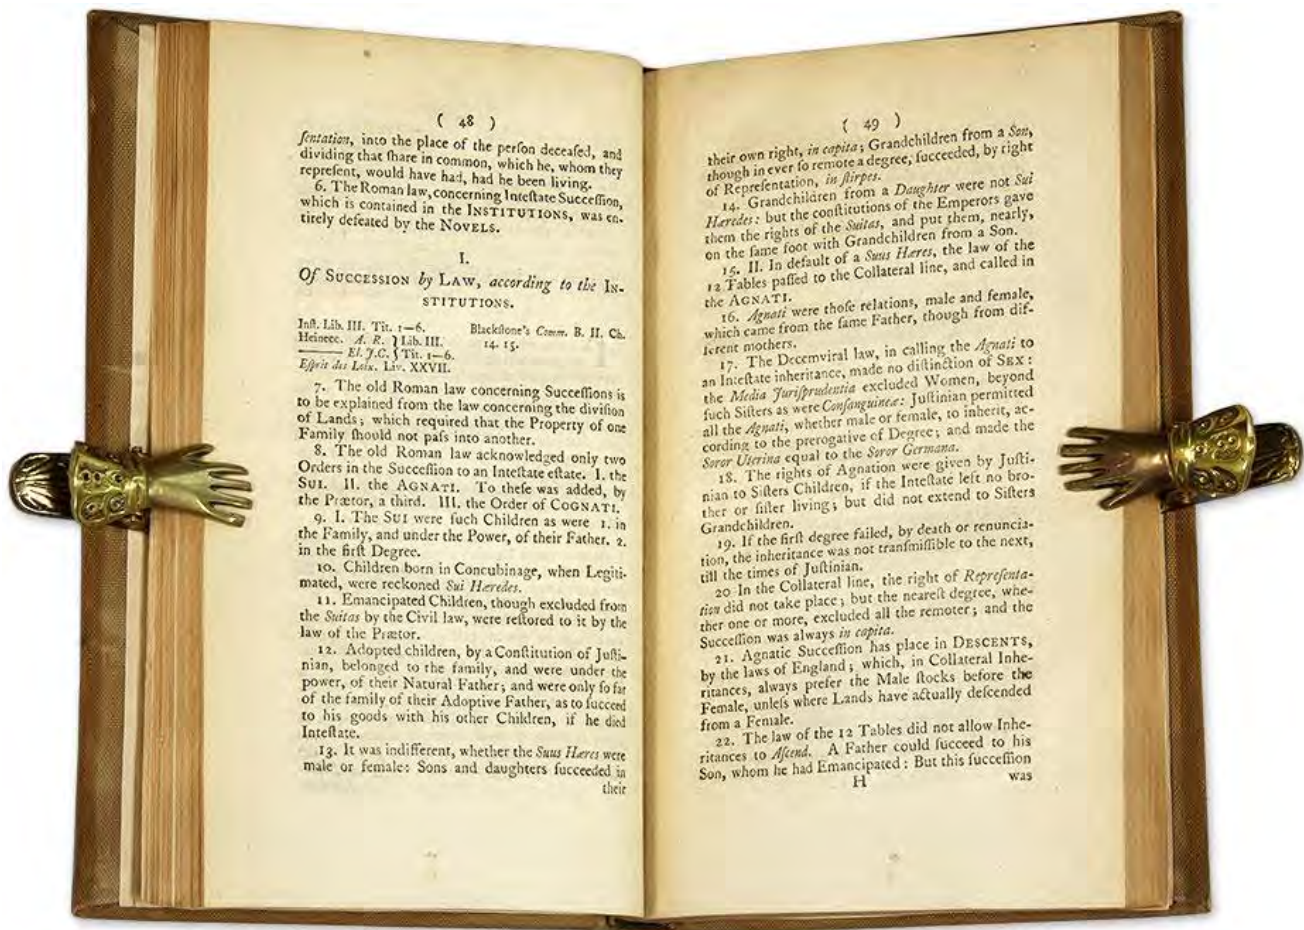 ( 48 )
ſentation, into the place of the perſon deceaſed, and
dividing that ſhare in common, which he, whom they
repreſent, would have had, had he been living.
6. The Roman law, concerning Inteſtate Succeſſion,
which is contained in the INSTITUTIONS, was en-
tirely defeated by the NOVELS.
I.
Of SUCCESSION by LAW, according to the IN-
STITUTIONS.
Inſt. Lib. III. Tit. 1—6.
Heinecc. A. R. } Lib. III.
—— El. J.C. } Tit. 1—6.
Eſprit des Loix. Liv. XXVII.
Blackſtone's Comm. B. II. Ch.
14. 15.
7. The old Roman law concerning Succeſſions is
to be explained from the law concerning the diviſion
of Lands; which required that the Property of one
Family ſhould not paſs into another.
8. The old Roman law acknowledged only two
Orders in the Succeſſion to an Inteſtate eſtate. I. the
SUI. II. the AGNATI. To theſe was added, by
the Prætor, a third. III. the Order of COGNATI.
9. I. The SUI were ſuch Children as were 1. in
the Family, and under the Power, of their Father. 2.
in the firſt Degree.
10. Children born in Concubinage, when Legiti-
mated, were reckoned Sui Hæredes.
11. Emancipated Children, though excluded from
the Suitas by the Civil law, were reſtored to it by the
law of the Prætor.
12. Adopted children, by a Conſtitution of Juſti-
nian, belonged to the family, and were under the
power, of their Natural Father; and were only ſo far
of the family of their Adoptive Father, as to ſucceed
to his goods with his other Children, if he died
Inteſtate.
13. It was indifferent, whether the Suus Hæres were
male or female: Sons and daughters ſucceeded in
their
( 49 )
their own right, in capita; Grandchildren from a Son,
though in ever ſo remote a degree, ſucceeded, by right
of Repreſentation, in ſtirpes.
14. Grandchildren from a Daughter were not Sui
Hæredes: but the conſtitutions of the Emperors gave
them the rights of the Suitas, and put them, nearly,
on the ſame foot with Grandchildren from a Son.
15. II. In default of a Suus Hæres, the law of the
12 Tables paſſed to the Collateral line, and called in
the AGNATI.
16. Agnati were thoſe relations, male and female,
which came from the ſame Father, though from dif-
ferent mothers.
17. The Decemviral law, in calling the Agnati to
an Inteſtate inheritance, made no diſtinction of SEX:
the Media Juriſprudentia excluded Women, beyond
ſuch Siſters as were Conſanguineæ: Juſtinian permitted
all the Agnati, whether male or female, to inherit, ac-
cording to the prerogative of Degree; and made the
Soror Uterina equal to the Soror Germana.
18. The rights of Agnation were given by Juſti-
nian to Siſters Children, if the Inteſtate left no bro-
ther or ſiſter living; but did not extend to Siſters
Grandchildren.
19. If the firſt degree failed, by death or renuncia-
tion, the inheritance was not tranſmiſſible to the next,
till the times of Juſtinian.
20 In the Collateral line, the right of Repreſenta-
tion did not take place; but the neareſt degree, whe-
ther one or more, excluded all the remoter; and the
Succeſſion was always in capita.
21. Agnatic Succeſſion has place in DESCENTS,
by the laws of England; which, in Collateral Inhe-
ritances, always prefer the Male ſtocks before the
Female, unleſs where Lands have actually deſcended
from a Female.
22. The law of the 12 Tables did not allow Inhe-
ritances to Aſcend. A Father could ſucceed to his
Son, whom he had Emancipated: But this ſucceſſion
H
was